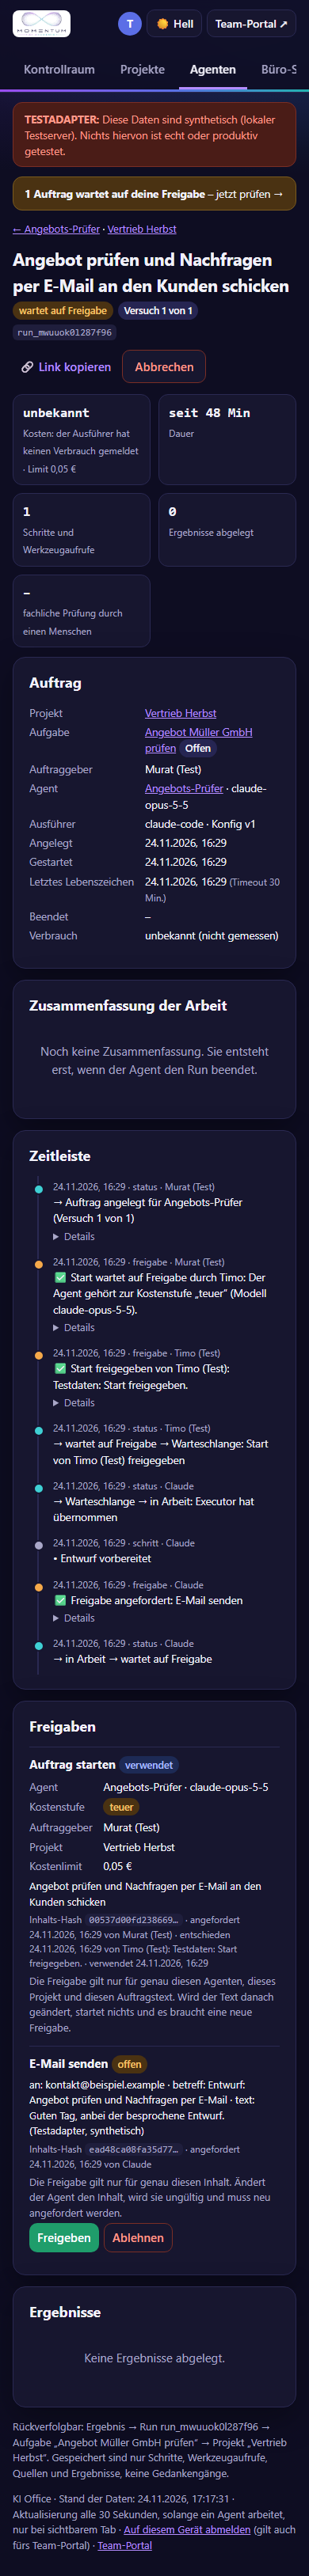 MOMENTUM
T
Hell
Team-Portal ↗
Kontrollraum Projekte Agenten Büro-S
TESTADAPTER: Diese Daten sind synthetisch (lokaler
Testserver). Nichts hiervon ist echt oder produktiv
getestet.
1 Auftrag wartet auf deine Freigabe – jetzt prüfen →
← Angebots-Prüfer · Vertrieb Herbst
Angebot prüfen und Nachfragen
per E-Mail an den Kunden schicken
wartet auf Freigabe Versuch 1 von 1
run_mwuuok01287f96
Link kopieren Abbrechen
unbekannt
Kosten: der Ausführer hat
keinen Verbrauch gemeldet
· Limit 0,05 €
seit 48 Min
Dauer
1
Schritte und
Werkzeugaufrufe
0
Ergebnisse abgelegt
–
fachliche Prüfung durch
einen Menschen
Auftrag
Projekt Vertrieb Herbst
Aufgabe Angebot Müller GmbH
prüfen Offen
Auftraggeber Murat (Test)
Agent Angebots-Prüfer · claude-
opus-5-5
Ausführer claude-code · Konfig v1
Angelegt 24.11.2026, 16:29
Gestartet 24.11.2026, 16:29
Letztes Lebenszeichen 24.11.2026, 16:29 (Timeout 30
Min.)
Beendet –
Verbrauch unbekannt (nicht gemessen)
Zusammenfassung der Arbeit
Noch keine Zusammenfassung. Sie entsteht
erst, wenn der Agent den Run beendet.
Zeitleiste
24.11.2026, 16:29 · status · Murat (Test)
→ Auftrag angelegt für Angebots-Prüfer
(Versuch 1 von 1)
▶ Details
24.11.2026, 16:29 · freigabe · Murat (Test)
✅ Start wartet auf Freigabe durch Timo: Der
Agent gehört zur Kostenstufe „teuer“ (Modell
claude-opus-5-5).
▶ Details
24.11.2026, 16:29 · freigabe · Timo (Test)
✅ Start freigegeben von Timo (Test):
Testdaten: Start freigegeben.
▶ Details
24.11.2026, 16:29 · status · Timo (Test)
→ wartet auf Freigabe → Warteschlange: Start
von Timo (Test) freigegeben
24.11.2026, 16:29 · status · Claude
→ Warteschlange → in Arbeit: Executor hat
übernommen
24.11.2026, 16:29 · schritt · Claude
• Entwurf vorbereitet
24.11.2026, 16:29 · freigabe · Claude
✅ Freigabe angefordert: E-Mail senden
▶ Details
24.11.2026, 16:29 · status · Claude
→ in Arbeit → wartet auf Freigabe
Freigaben
Auftrag starten verwendet
Agent Angebots-Prüfer · claude-opus-5-5
Kostenstufe teuer
Auftraggeber Murat (Test)
Projekt Vertrieb Herbst
Kostenlimit 0,05 €
Angebot prüfen und Nachfragen per E-Mail an den
Kunden schicken
Inhalts-Hash 00537d00fd238669… · angefordert
24.11.2026, 16:29 von Murat (Test) · entschieden
24.11.2026, 16:29 von Timo (Test): Testdaten: Start
freigegeben. · verwendet 24.11.2026, 16:29
Die Freigabe gilt nur für genau diesen Agenten, dieses
Projekt und diesen Auftragstext. Wird der Text danach
geändert, startet nichts und es braucht eine neue
Freigabe.
E-Mail senden offen
an: kontakt@beispiel.example · betreff: Entwurf:
Angebot prüfen und Nachfragen per E-Mail · text:
Guten Tag, anbei der besprochene Entwurf.
(Testadapter, synthetisch)
Inhalts-Hash ead48ca08fa35d77… · angefordert
24.11.2026, 16:29 von Claude
Die Freigabe gilt nur für genau diesen Inhalt. Ändert
der Agent den Inhalt, wird sie ungültig und muss neu
angefordert werden.
Freigeben Ablehnen
Ergebnisse
Keine Ergebnisse abgelegt.
Rückverfolgbar: Ergebnis → Run run_mwuuok0l287f96 →
Aufgabe „Angebot Müller GmbH prüfen“ → Projekt „Vertrieb
Herbst“. Gespeichert sind nur Schritte, Werkzeugaufrufe,
Quellen und Ergebnisse, keine Gedankengänge.
KI Office · Stand der Daten: 24.11.2026, 17:17:31 ·
Aktualisierung alle 30 Sekunden, solange ein Agent arbeitet,
nur bei sichtbarem Tab · Auf diesem Gerät abmelden (gilt auch
fürs Team-Portal) · Team-Portal